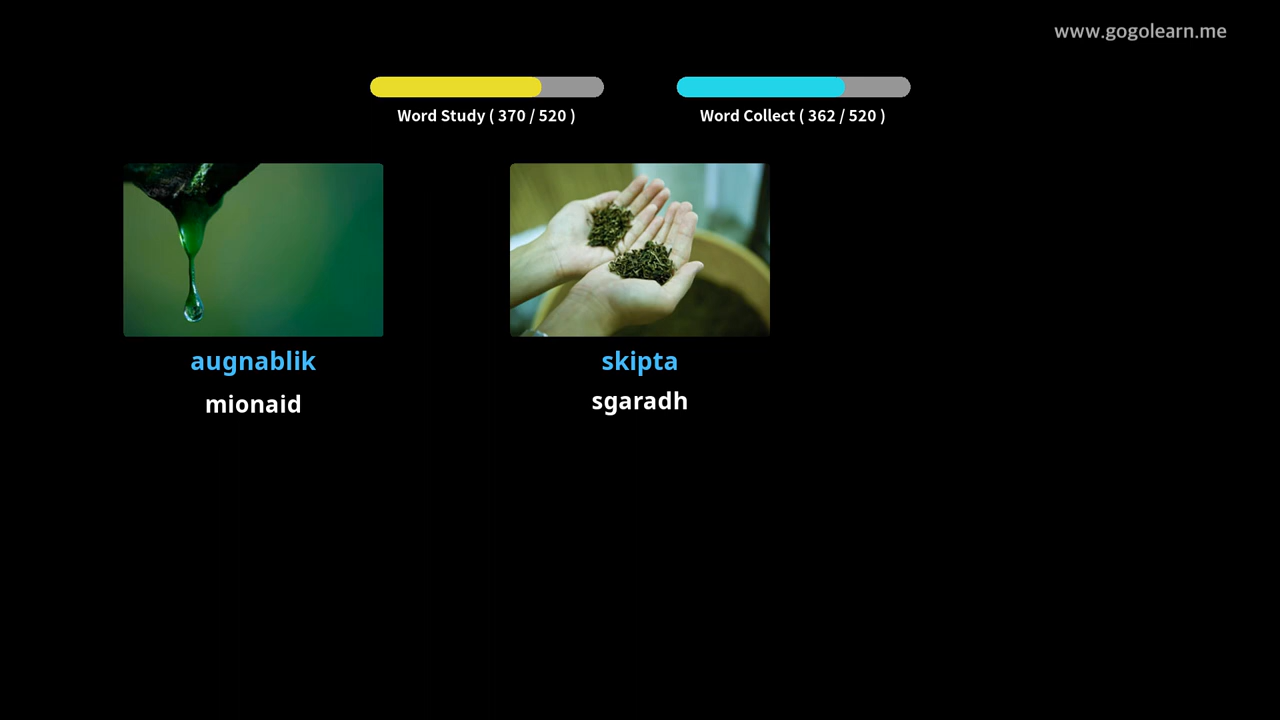 www.gogolearn.me
Word Study ( 370 / 520 )
Word Collect ( 362 / 520 )
augnablik
mionaid
skipta
sgaradh